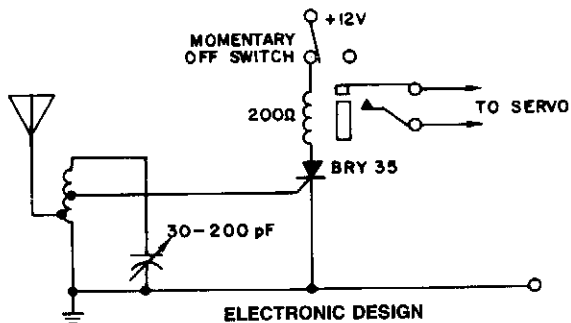 +12V
MOMENTARY
OFF SWITCH
200Ω
TO SERVO
BRY 35
30-200 pF
ELECTRONIC DESIGN